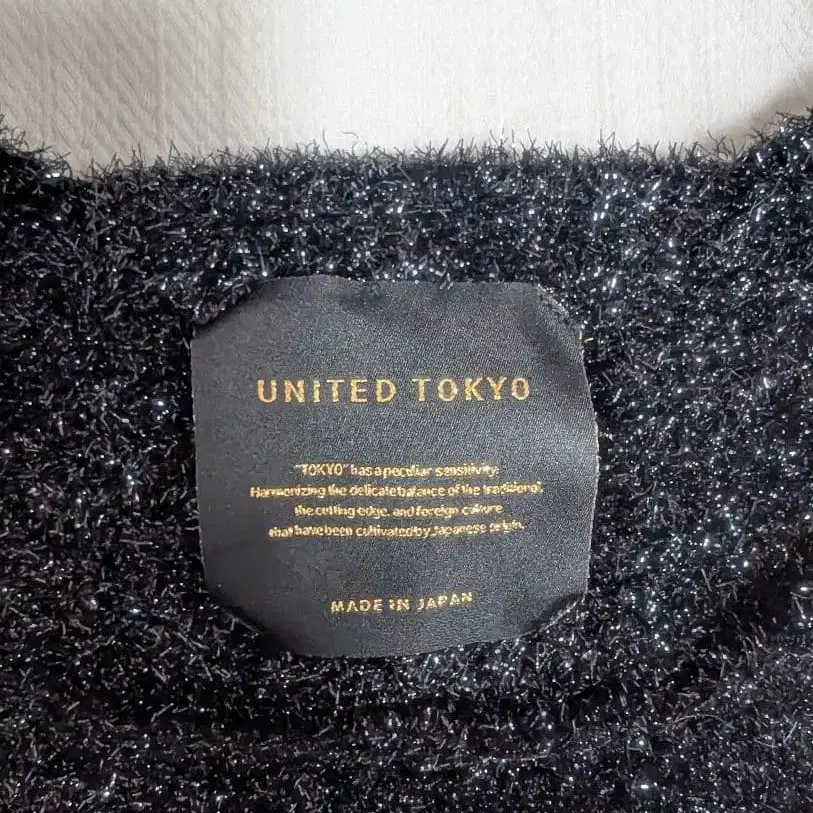 UNiTED TOKYO
"TOKYO" has a peculiar sensitivity.
Harmonizing the delicate balance of the traditional,
the cutting edge, and foreign culture
that have been cultivated by Japanese origin.
MADE IN JAPAN